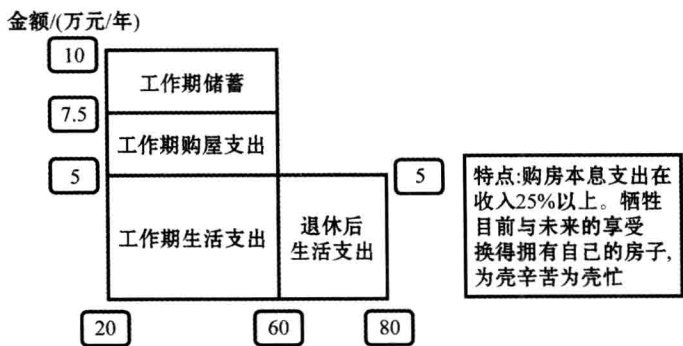 金额/(万元/年)
10
工作期储蓄
7.5
工作期购屋支出
5
5
工作期生活支出
退休后
生活支出
特点:购房本息支出在
收入25%以上。牺牲
目前与未来的享受
换得拥有自己的房子,
为壳辛苦为壳忙
20
60
80